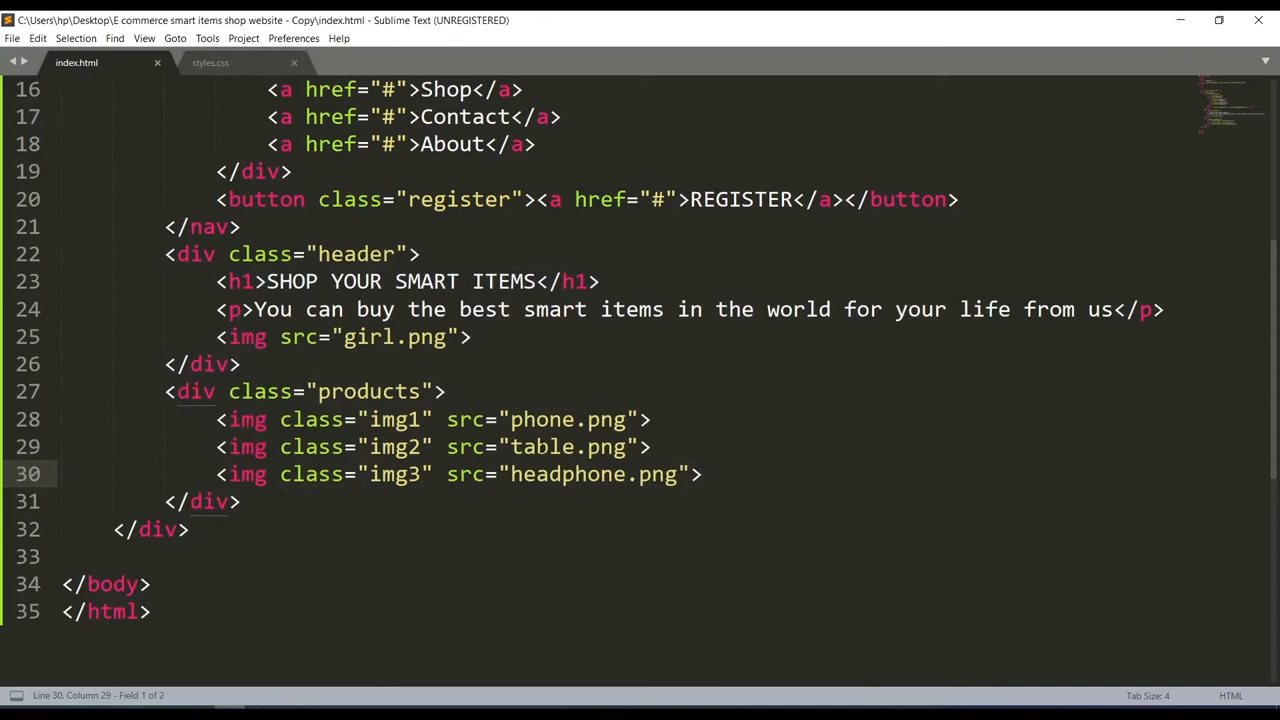 C:\Users\hp\Desktop\E commerce smart items shop website - Copy\index.html - Sublime Text (UNREGISTERED)
File Edit Selection Find View Goto Tools Project Preferences Help
index.html styles.css
16 <a href="#">Shop</a>
17 <a href="#">Contact</a>
18 <a href="#">About</a>
19 </div>
20 <button class="register"><a href="#">REGISTER</a></button>
21 </nav>
22 <div class="header">
23 <h1>SHOP YOUR SMART ITEMS</h1>
24 <p>You can buy the best smart items in the world for your life from us</p>
25 <img src="girl.png">
26 </div>
27 <div class="products">
28 <img class="img1" src="phone.png">
29 <img class="img2" src="table.png">
30 <img class="img3" src="headphone.png">
31 </div>
32 </div>
33
34 </body>
35 </html>
Line 30, Column 29 - Field 1 of 2 Tab Size: 4 HTML